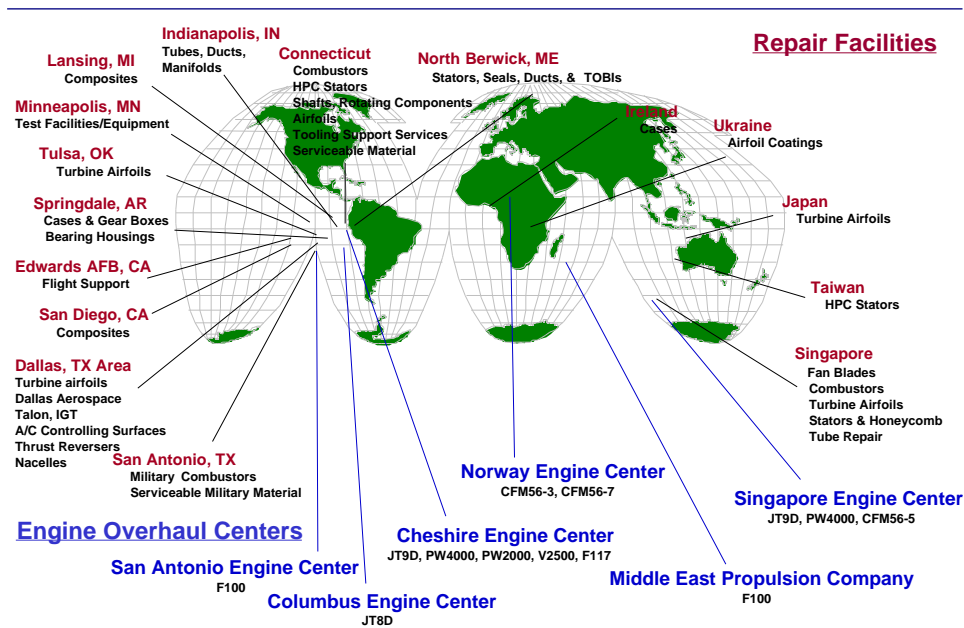 Repair Facilities
Indianapolis, IN
Tubes, Ducts,
Manifolds
Lansing, MI
Composites
Connecticut
Combustors
HPC Stators
Shafts, Rotating Components
Airfoils
Tooling Support Services
Serviceable Material
North Berwick, ME
Stators, Seals, Ducts, & TOBIs
Minneapolis, MN
Test Facilities/Equipment
Ireland
Cases
Ukraine
Airfoil Coatings
Tulsa, OK
Turbine Airfoils
Springdale, AR
Cases & Gear Boxes
Bearing Housings
Japan
Turbine Airfoils
Edwards AFB, CA
Flight Support
Taiwan
HPC Stators
San Diego, CA
Composites
Singapore
Fan Blades
Combustors
Turbine Airfoils
Stators & Honeycomb
Tube Repair
Dallas, TX Area
Turbine airfoils
Dallas Aerospace
Talon, IGT
A/C Controlling Surfaces
Thrust Reversers
Nacelles
San Antonio, TX
Military Combustors
Serviceable Military Material
Norway Engine Center
CFM56-3, CFM56-7
Singapore Engine Center
JT9D, PW4000, CFM56-5
Engine Overhaul Centers
Cheshire Engine Center
JT9D, PW4000, PW2000, V2500, F117
San Antonio Engine Center
F100
Middle East Propulsion Company
F100
Columbus Engine Center
JT8D